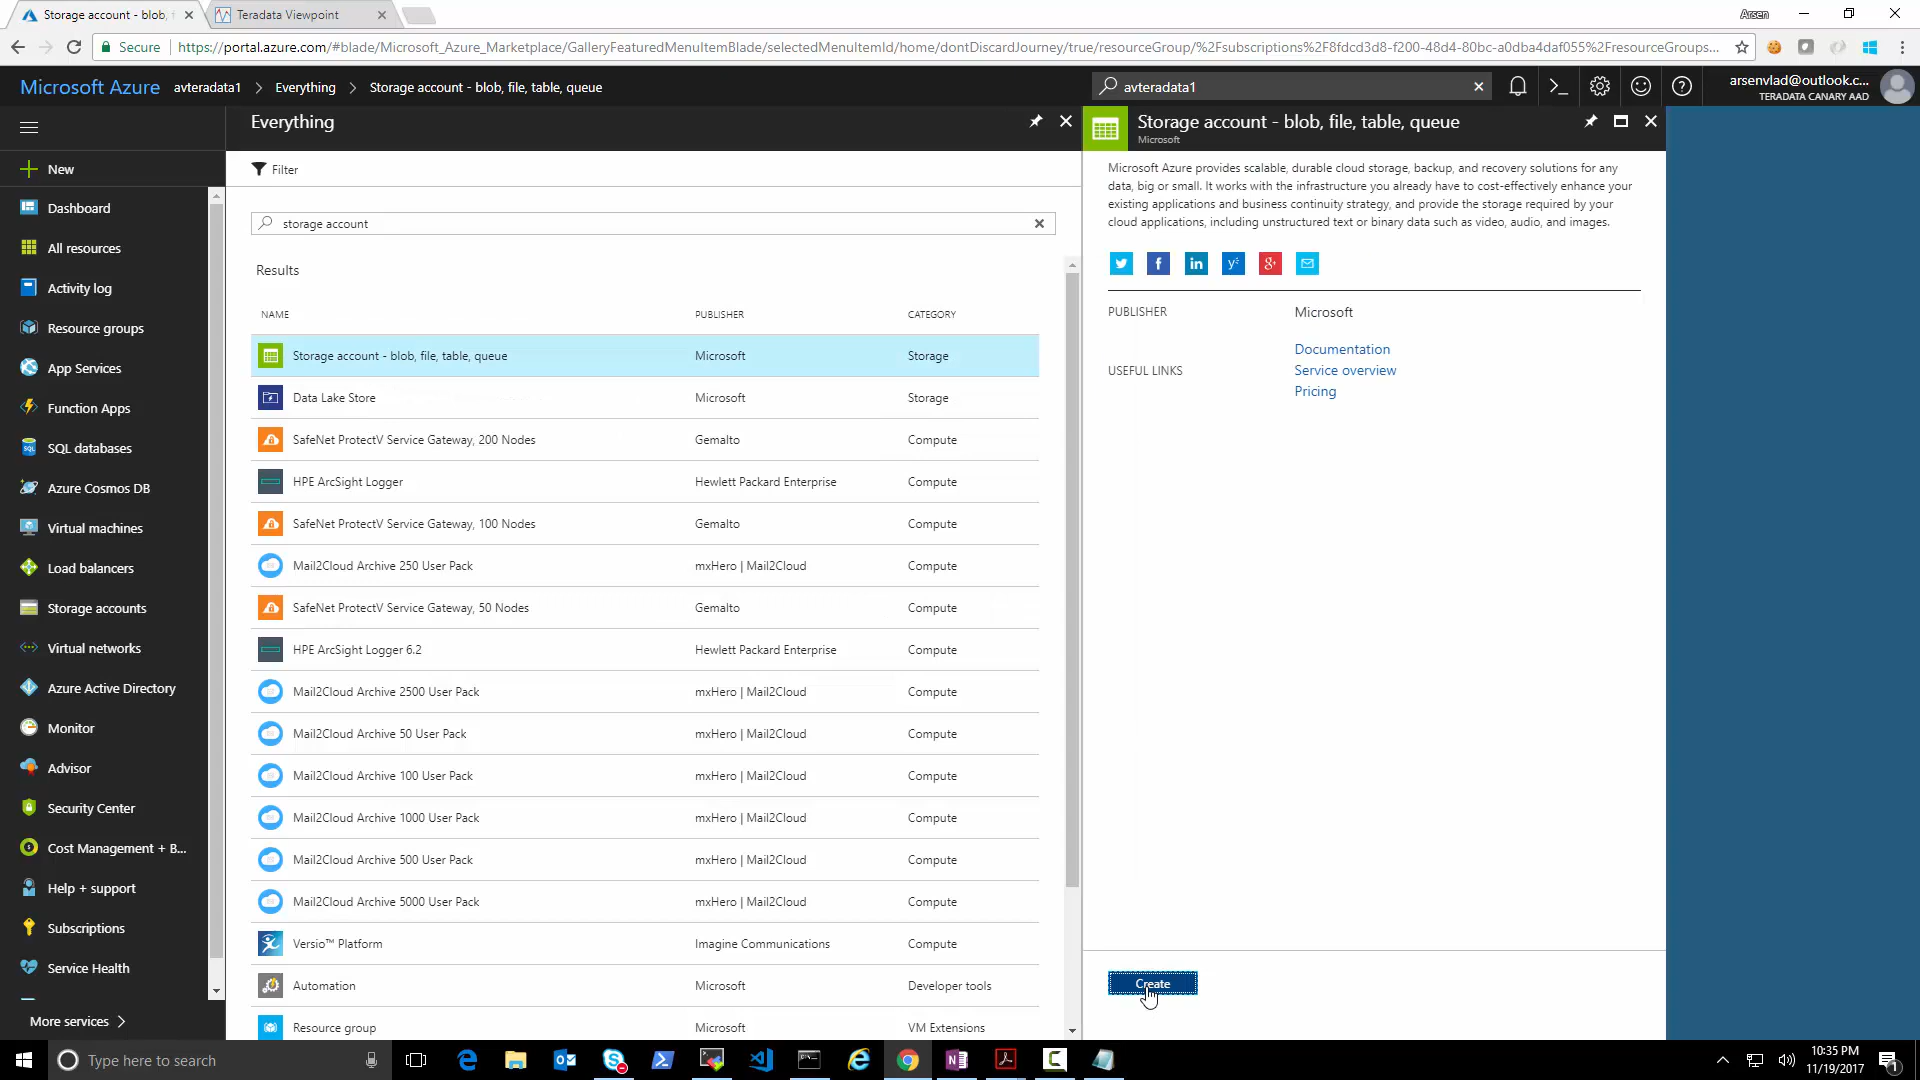 Storage account - blob, f
Teradata Viewpoint
Arsen
Secure
https://portal.azure.com/#blade/Microsoft_Azure_Marketplace/GalleryFeaturedMenuItemBlade/selectedMenuItemId/home/dontDiscardJourney/true/resourceGroup/%2Fsubscriptions%2F8fdcd3d8-f200-48d4-80bc-a0dba4daf055%2FresourceGroups...
Microsoft Azure
avteradata1
Everything
Storage account - blob, file, table, queue
avteradata1
arsenvlad@outlook.c...
TERADATA CANARY AAD
New
Dashboard
All resources
Activity log
Resource groups
App Services
Function Apps
SQL databases
Azure Cosmos DB
Virtual machines
Load balancers
Storage accounts
Virtual networks
Azure Active Directory
Monitor
Advisor
Security Center
Cost Management + B...
Help + support
Subscriptions
Service Health
More services
Everything
Filter
storage account
Results
NAME PUBLISHER CATEGORY
Storage account - blob, file, table, queue Microsoft Storage
Data Lake Store Microsoft Storage
SafeNet ProtectV Service Gateway, 200 Nodes Gemalto Compute
HPE ArcSight Logger Hewlett Packard Enterprise Compute
SafeNet ProtectV Service Gateway, 100 Nodes Gemalto Compute
Mail2Cloud Archive 250 User Pack mxHero | Mail2Cloud Compute
SafeNet ProtectV Service Gateway, 50 Nodes Gemalto Compute
HPE ArcSight Logger 6.2 Hewlett Packard Enterprise Compute
Mail2Cloud Archive 2500 User Pack mxHero | Mail2Cloud Compute
Mail2Cloud Archive 50 User Pack mxHero | Mail2Cloud Compute
Mail2Cloud Archive 100 User Pack mxHero | Mail2Cloud Compute
Mail2Cloud Archive 1000 User Pack mxHero | Mail2Cloud Compute
Mail2Cloud Archive 500 User Pack mxHero | Mail2Cloud Compute
Mail2Cloud Archive 5000 User Pack mxHero | Mail2Cloud Compute
Versio™ Platform Imagine Communications Compute
Automation Microsoft Developer tools
Resource group Microsoft VM Extensions
Storage account - blob, file, table, queue
Microsoft
Microsoft Azure provides scalable, durable cloud storage, backup, and recovery solutions for any
data, big or small. It works with the infrastructure you already have to cost-effectively enhance your
existing applications and business continuity strategy, and provide the storage required by your
cloud applications, including unstructured text or binary data such as video, audio, and images.
PUBLISHER Microsoft
USEFUL LINKS
Documentation
Service overview
Pricing
Create
Type here to search
10:35 PM
11/19/2017
1